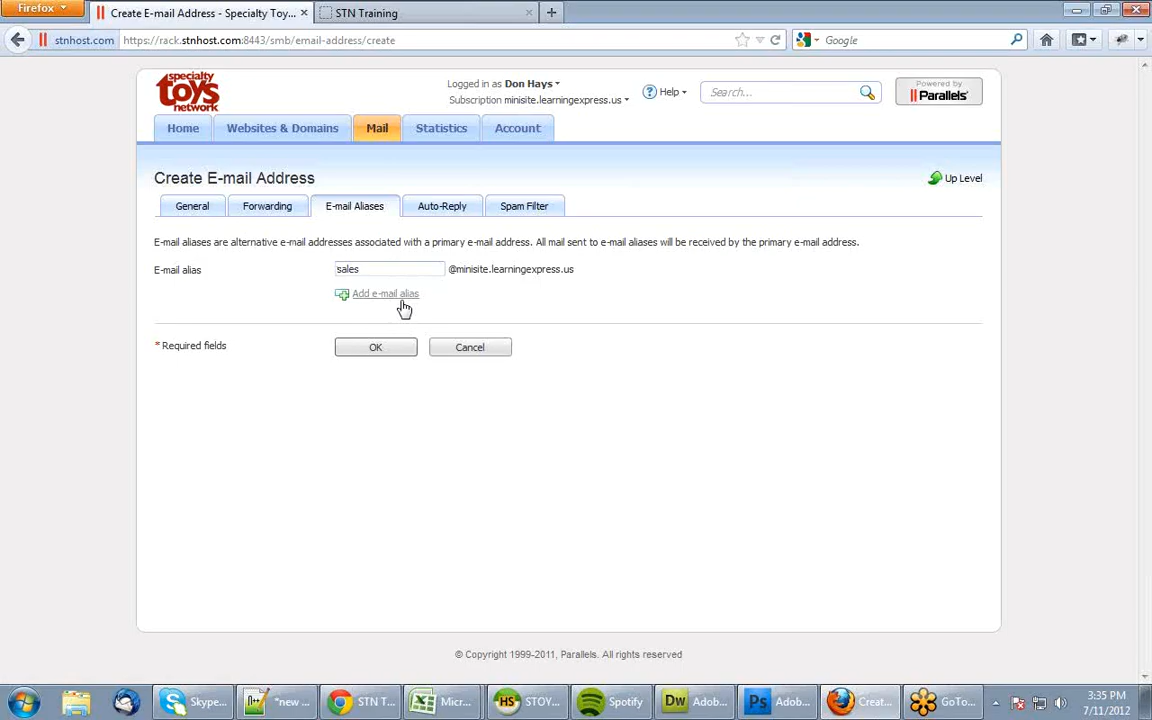 Firefox
Create E-mail Address - Specialty Toy...
STN Training
stnhost.com
https://rack.stnhost.com:8443/smb/email-address/create
Google
specialty
toys
network
Logged in as Don Hays
Subscription minisite.learningexpress.us
Help
Search...
Powered by
Parallels
Home
Websites & Domains
Mail
Statistics
Account
Create E-mail Address
Up Level
General
Forwarding
E-mail Aliases
Auto-Reply
Spam Filter
E-mail aliases are alternative e-mail addresses associated with a primary e-mail address. All mail sent to e-mail aliases will be received by the primary e-mail address.
E-mail alias
sales
@minisite.learningexpress.us
Add e-mail alias
* Required fields
OK
Cancel
© Copyright 1999-2011, Parallels. All rights reserved
Skype...
*new ...
STN T...
Micr...
HS
STOY...
Spotify
Dw
Adob...
Ps
Adob...
Creat...
GoTo...
3:35 PM
7/11/2012